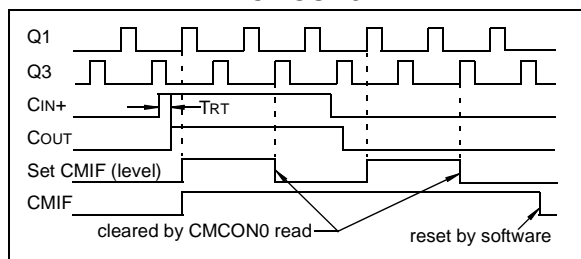 Q1
Q3
CIN+
TRT
COUT
Set CMIF (level)
CMIF
cleared by CMCON0 read
reset by software